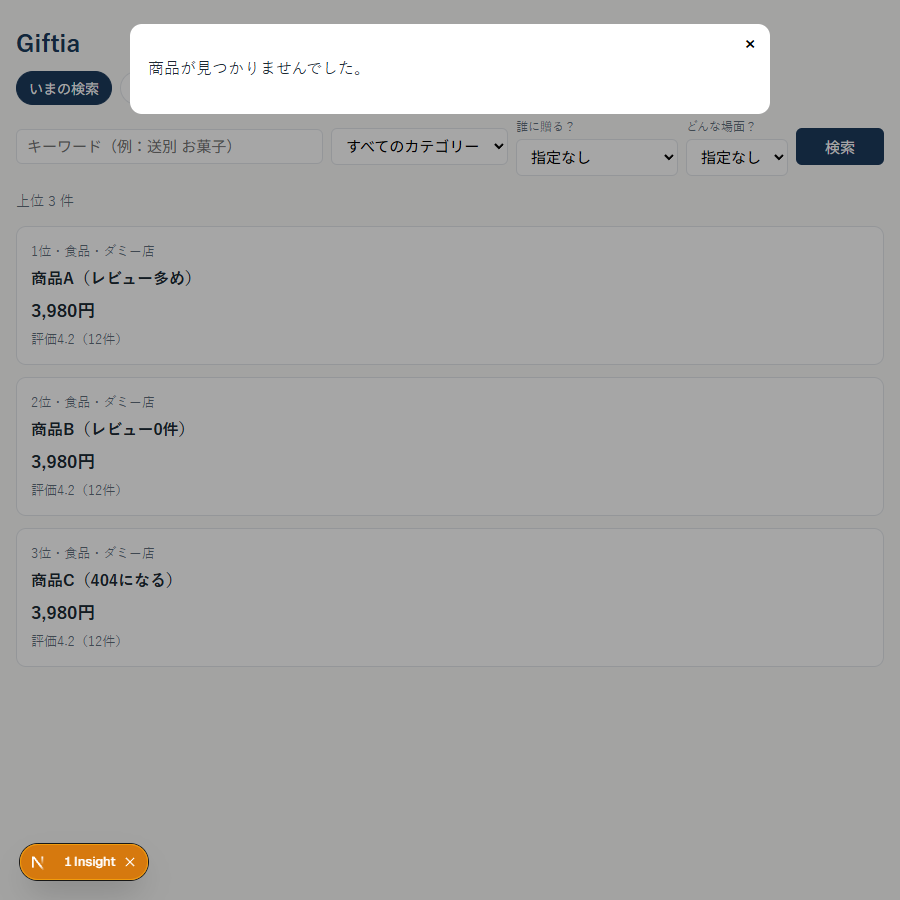 Giftia
×
商品が見つかりませんでした。
いまの検索
誰に贈る？
どんな場面？
キーワード（例：送別 お菓子）
すべてのカテゴリー
指定なし
指定なし
検索
上位 3 件
1位・食品・ダミー店
商品A（レビュー多め）
3,980円
評価4.2（12件）
2位・食品・ダミー店
商品B（レビュー0件）
3,980円
評価4.2（12件）
3位・食品・ダミー店
商品C（404になる）
3,980円
評価4.2（12件）
N
1 Insight ×